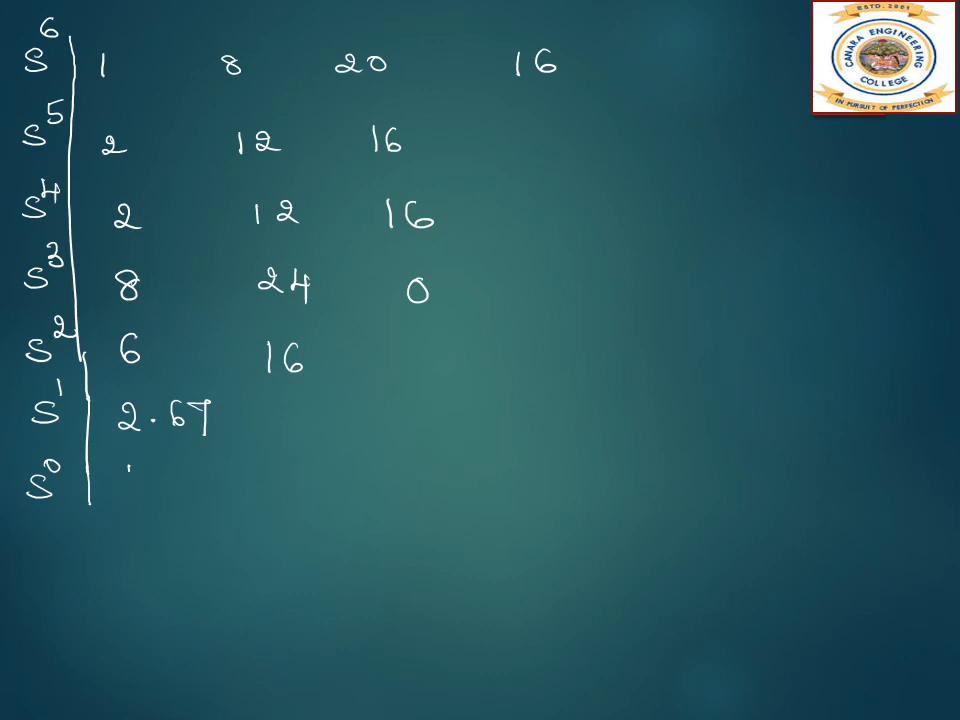 ESTD. 2001
CANARA ENGINEERING
COLLEGE
IN PURSUIT OF PERFECTION
S⁶ 1 8 20 16
S⁵ 2 12 16
S⁴ 2 12 16
S³ 8 24 0
S² 6 16
S¹ 2.67
S⁰